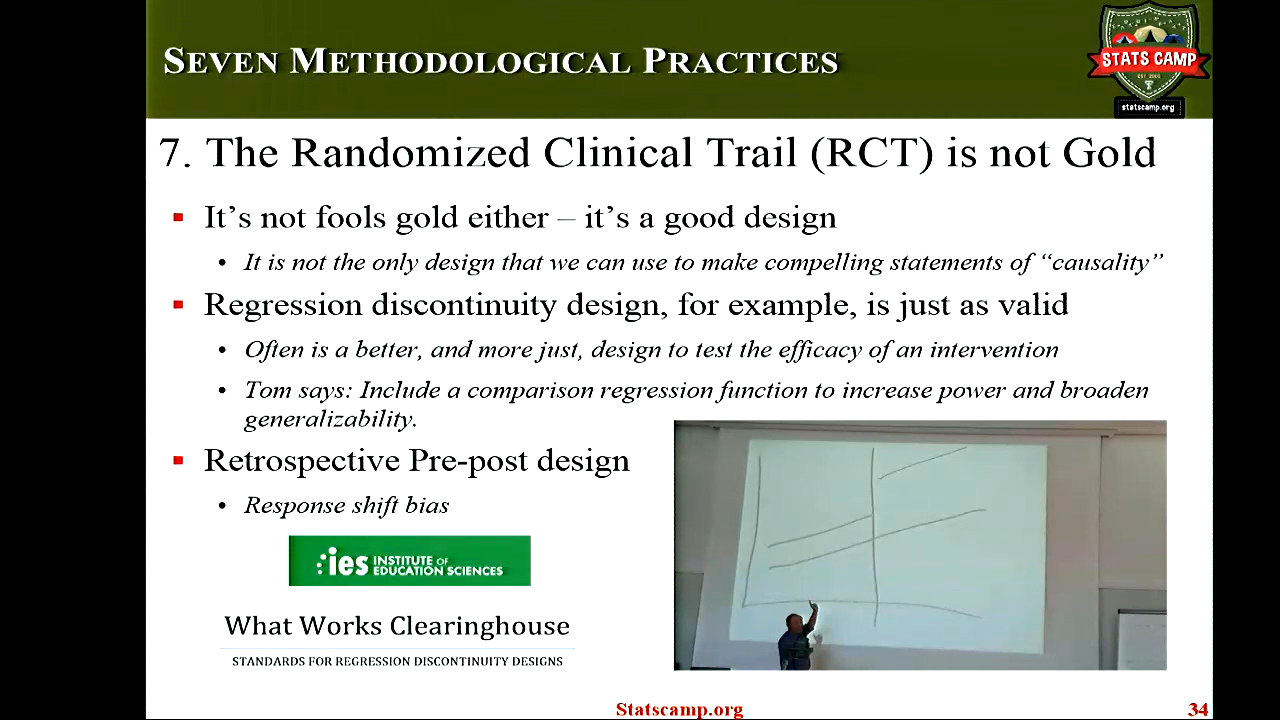 SEVEN METHODOLOGICAL PRACTICES
STATS CAMP
EST 2003
statscamp.org
7. The Randomized Clinical Trail (RCT) is not Gold
▪ It’s not fools gold either – it’s a good design
• It is not the only design that we can use to make compelling statements of “causality”
▪ Regression discontinuity design, for example, is just as valid
• Often is a better, and more just, design to test the efficacy of an intervention
• Tom says: Include a comparison regression function to increase power and broaden
generalizability.
▪ Retrospective Pre-post design
• Response shift bias
ies INSTITUTE OF
EDUCATION SCIENCES
What Works Clearinghouse
STANDARDS FOR REGRESSION DISCONTINUITY DESIGNS
Statscamp.org
34